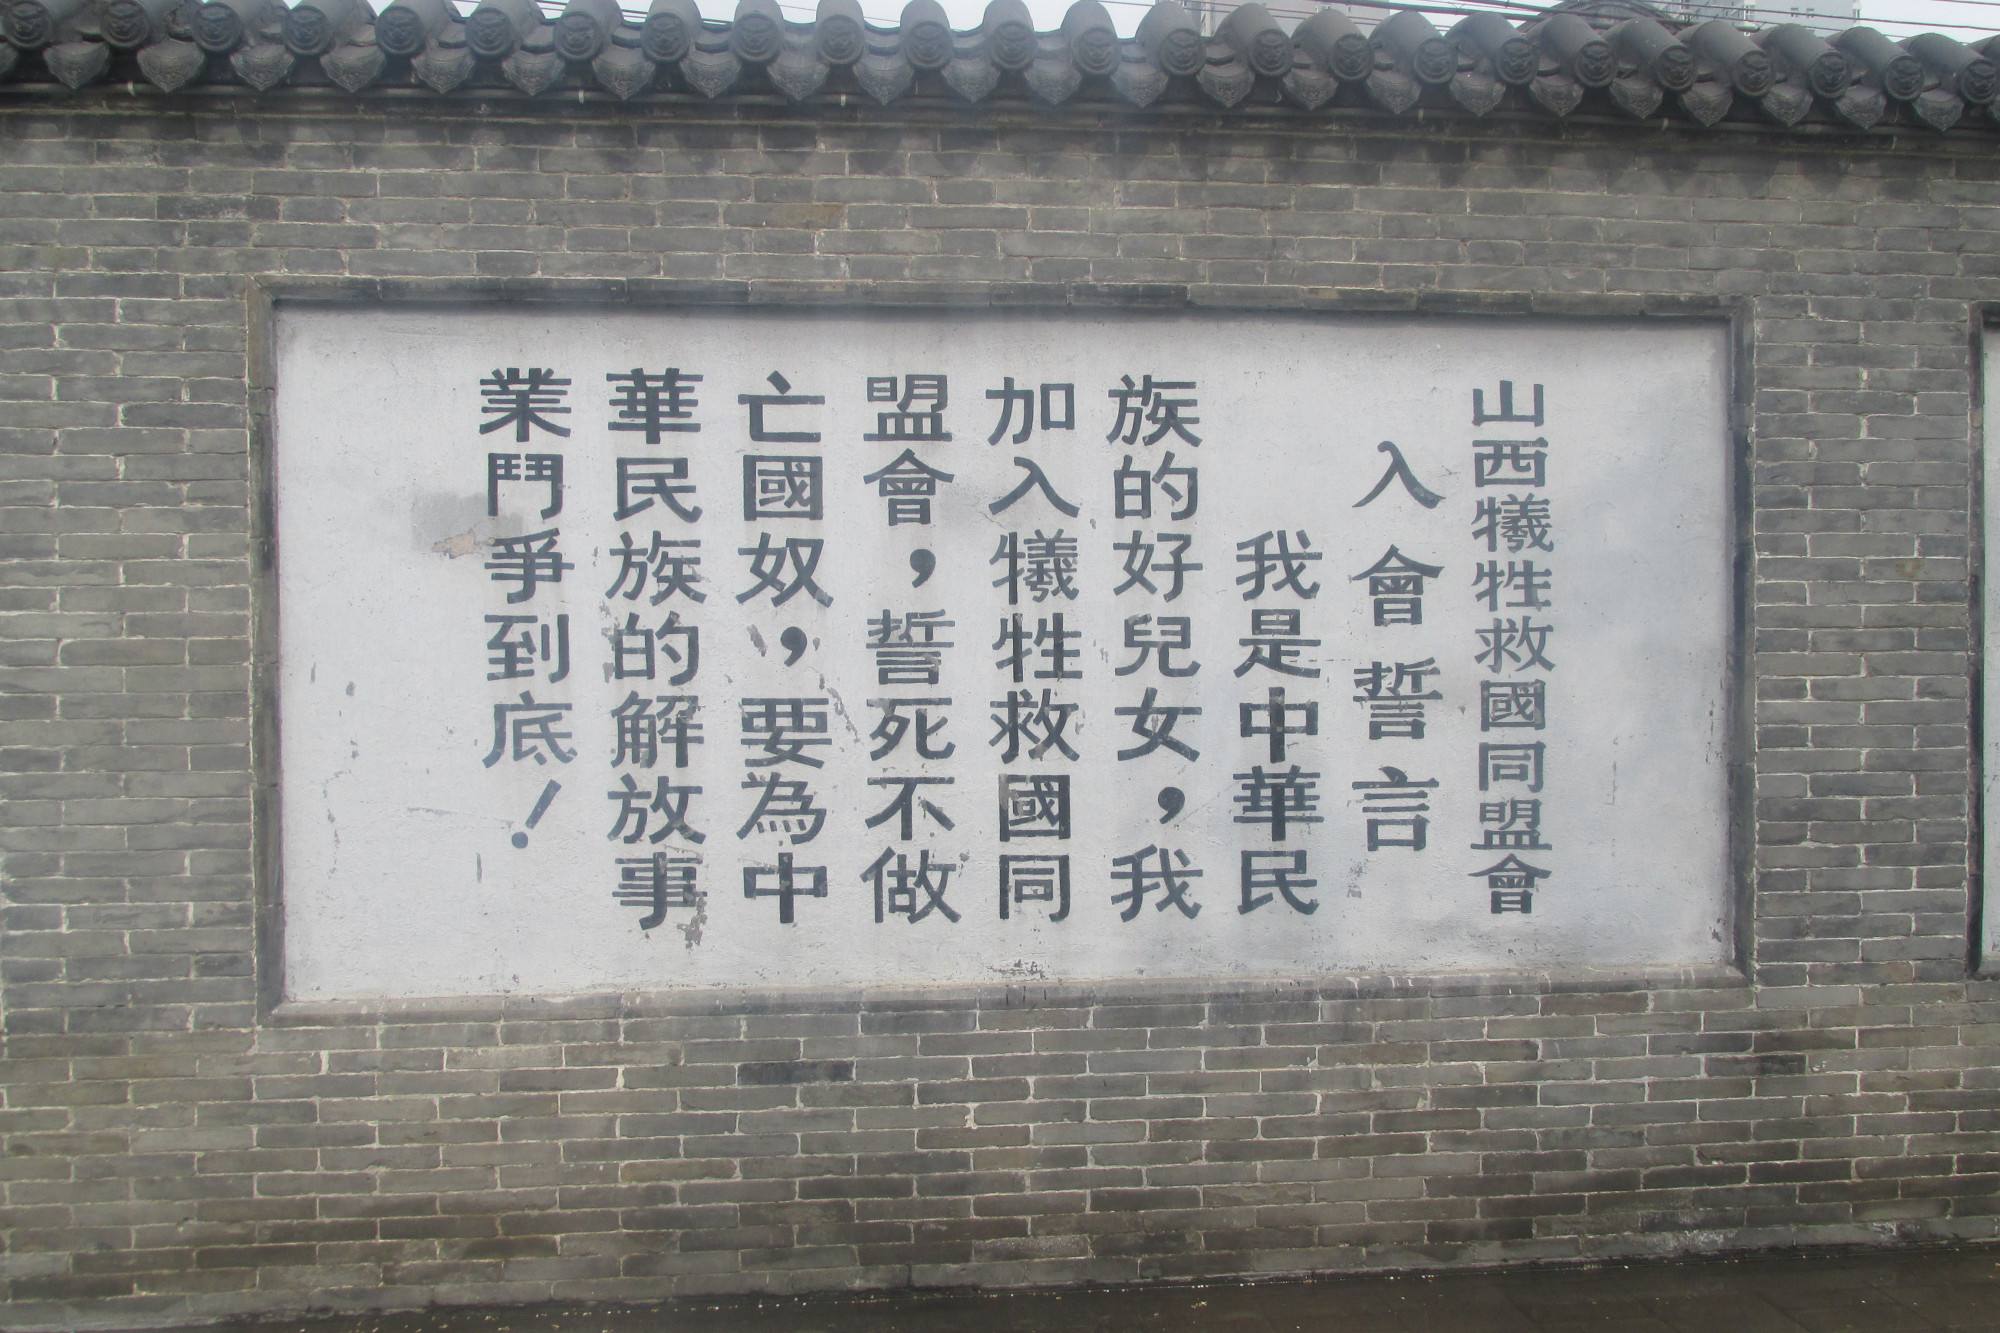 山西犧牲救國同盟會
入會誓言
我是中華民
族的好兒女，我
加入犧牲救國同
盟會，誓死不做
亡國奴，要為中
華民族的解放事
業鬥爭到底！